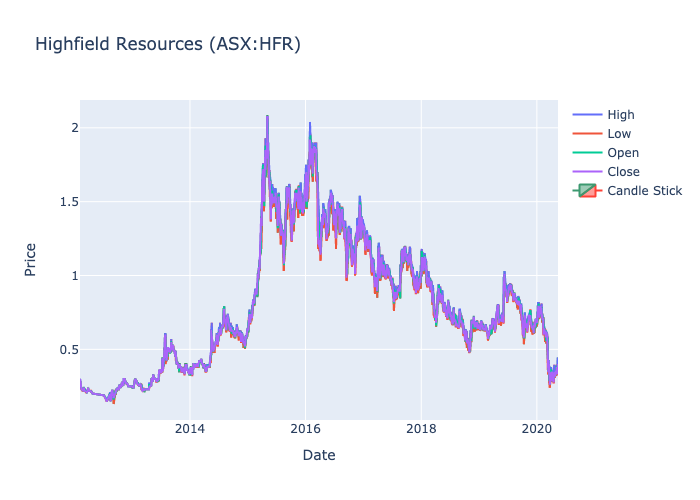 Highfield Resources (ASX:HFR)
High
Low
Open
Close
Candle Stick
2
1.5
1
0.5
Price
2014
2016
2018
2020
Date